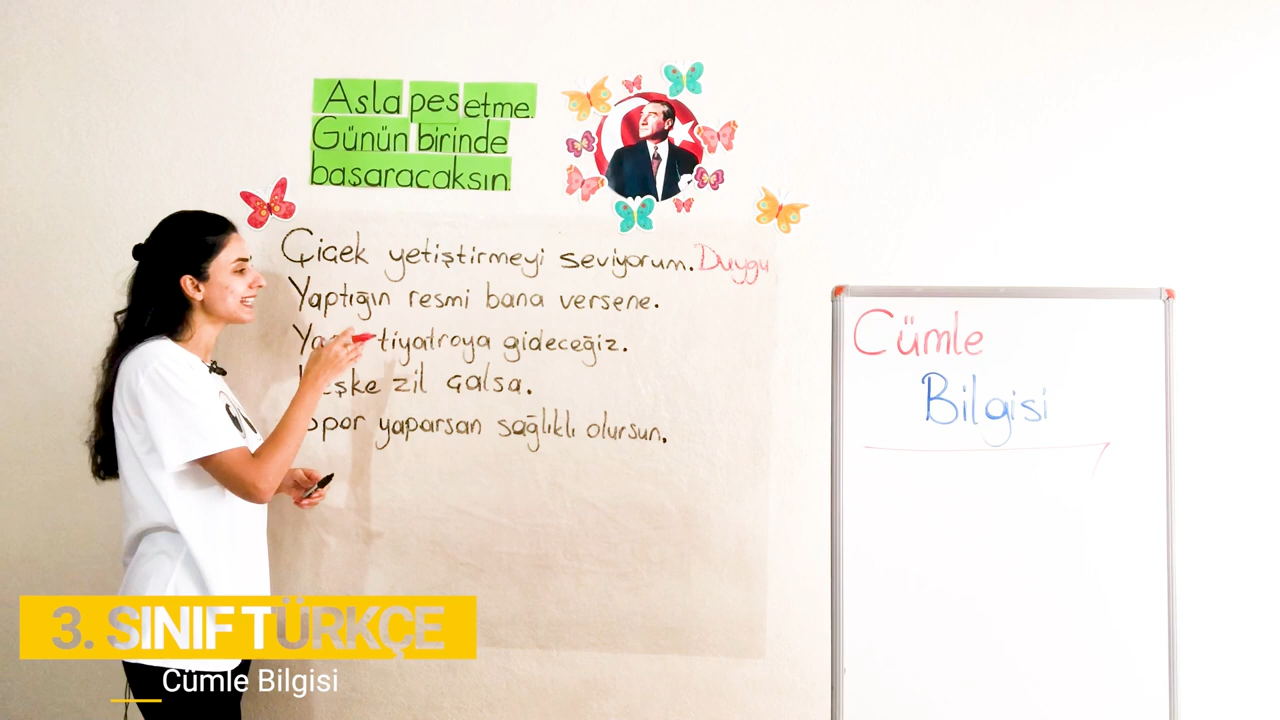 Asla pes etme.
Günün birinde
başaracaksın.
Çiçek yetiştirmeyi seviyorum. Duygu
Yaptığın resmi bana versene.
tiyatroya gideceğiz.
zil çalsa.
yaparsan sağlıklı olursun.
Cümle
Bilgisi
3. SINIF TÜRKÇE
Cümle Bilgisi